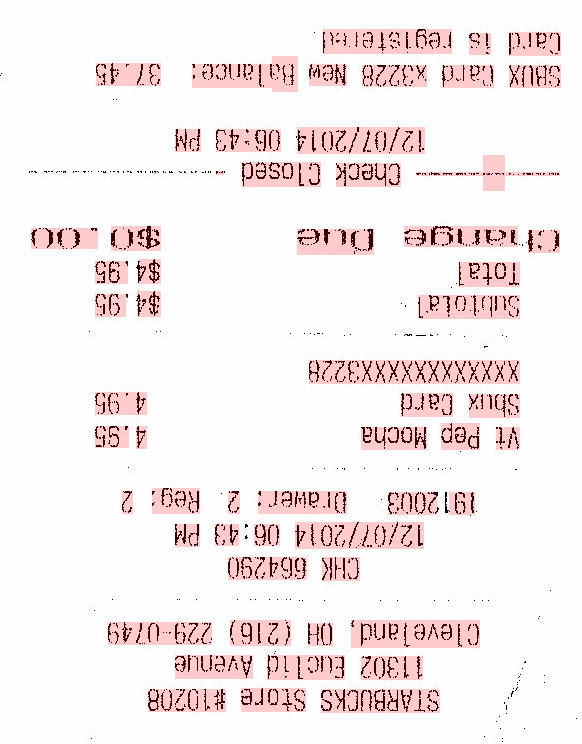 STARBUCKS Store #10208
11302 Euclid Avenue
Cleveland, OH (216) 229-0749
CHK 664290
12/07/2014 06:43 PM
1912003 Drawer: 2 Reg: 2
Vt Pep Mocha 4.95
Sbux Card 4.95
XXXXXXXXXXXX3228
Subtotal $4.95
Total $4.95
Change Due $0.00
Check Closed
12/07/2014 06:43 PM
SBUX Card x3228 New Balance: 37.45
Card is registered